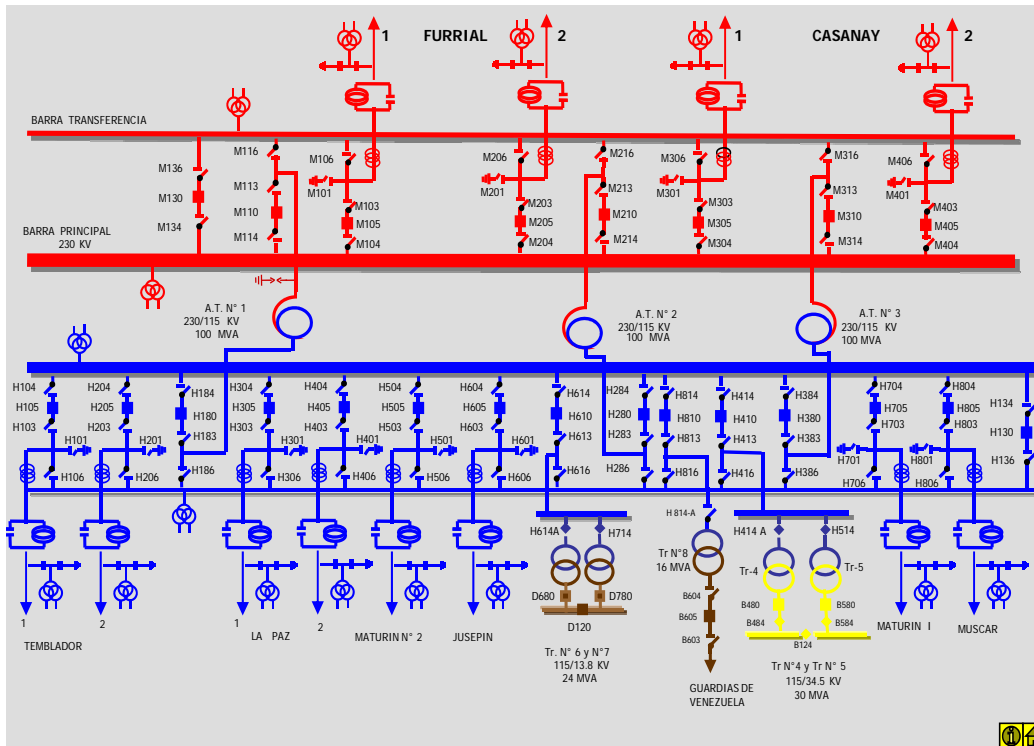 1 FURRIAL 2 1 CASANAY 2
BARRA TRANSFERENCIA
M116 M106 M206 M216 M306 M316 M406
M136
M113 M101 M201 M213 M301 M313 M401
M130 M110 M103 M203 M210 M303 M310 M403
M105 M205 M305 M405
M134 M114 M104 M204 M214 M304 M314 M404
BARRA PRINCIPAL
230 KV
A.T. N° 1
230/115 KV
100 MVA
A.T. N° 2
230/115 KV
100 MVA
A.T. N° 3
230/115 KV
100 MVA
H104 H204 H184 H304 H404 H504 H604 H614 H284 H814 H414 H384 H704 H804 H134
H105 H205 H180 H305 H405 H505 H605 H610 H280 H810 H410 H380 H705 H805 H130
H103 H203 H183 H303 H403 H503 H603 H613 H283 H813 H413 H383 H703 H803 H136
H101 H201 H301 H401 H501 H601 H701 H801
H106 H206 H186 H306 H406 H506 H606 H616 H286 H816 H416 H386 H706 H806
H 814-A
H614A H714 H414 A H514
Tr N°8
16 MVA
Tr-4 Tr-5
D680 D780 B604 B480 B580
B605 B484 B584
D120 B603 B124
1 2 1 2
TEMBLADOR LA PAZ MATURIN N° 2 JUSEPIN MATURIN I MUSCAR
Tr. N° 6 y N°7
115/13.8 KV
24 MVA
GUARDIAS DE
VENEZUELA
Tr N°4 y Tr N° 5
115/34.5 KV
30 MVA